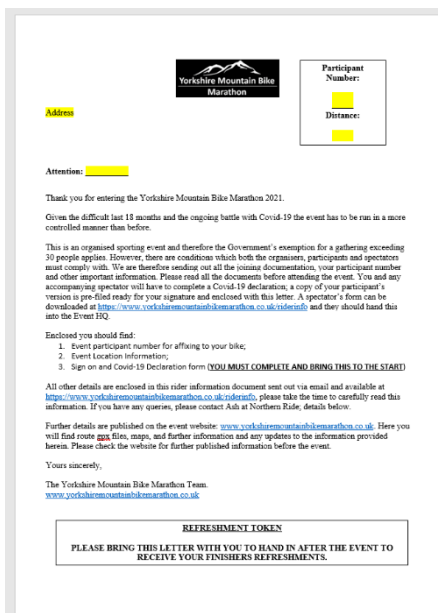 Yorkshire Mountain Bike
Marathon
Participant
Number:
Distance:
Address
Attention:
Thank you for entering the Yorkshire Mountain Bike Marathon 2021.
Given the difficult last 18 months and the ongoing battle with Covid-19 the event has to be run in a more
controlled manner than before.
This is an organised sporting event and therefore the Government's exemption for a gathering exceeding
30 people applies. However, there are conditions which both the organisers, participants and spectators
must comply with. We are therefore sending out all the joining documentation, your participant number
and other important information. Please read all the documents before attending the event. You and any
accompanying spectator will have to complete a Covid-19 declaration; a copy of your participant's
version is pre-filed ready for your signature and enclosed with this letter. A spectator's form can be
downloaded at https://www.yorkshiremountainbikemarathon.co.uk/riderinfo and they should hand this
into the Event HQ.
Enclosed you should find:
1. Event participant number for affixing to your bike;
2. Event Location Information;
3. Sign on and Covid-19 Declaration form (YOU MUST COMPLETE AND BRING THIS TO THE START)
All other details are enclosed in this rider information document sent out via email and available at
https://www.yorkshiremountainbikemarathon.co.uk/riderinfo, please take the time to carefully read this
information. If you have any queries, please contact Ash at Northern Ride; details below.
Further details are published on the event website: www.yorkshiremountainbikemarathon.co.uk. Here you
will find route gpx files, maps, and further information and any updates to the information provided
herein. Please check the website for further published information before the event.
Yours sincerely,
The Yorkshire Mountain Bike Marathon Team.
www.yorkshiremountainbikemarathon.co.uk
REFRESHMENT TOKEN
PLEASE BRING THIS LETTER WITH YOU TO HAND IN AFTER THE EVENT TO
RECEIVE YOUR FINISHERS REFRESHMENTS.